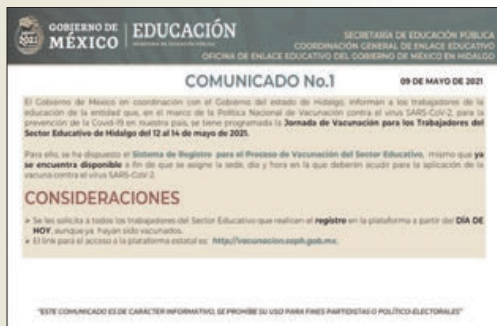 GOBIERNO DE
MÉXICO
EDUCACIÓN
SECRETARÍA DE EDUCACIÓN PÚBLICA
SECRETARÍA DE EDUCACIÓN PÚBLICA
COORDINACIÓN GENERAL DE ENLACE EDUCATIVO
OFICINA DE ENLACE EDUCATIVO DEL GOBIERNO DE MÉXICO EN HIDALGO
COMUNICADO No.1
09 DE MAYO DE 2021
El Gobierno de México en coordinación con el Gobierno del estado de Hidalgo, informan a los trabajadores de la
educación de la entidad que, en el marco de la Política Nacional de Vacunación contra el virus SARS-CoV-2, para la
prevención de la Covid-19 en nuestro país, se tiene programada la Jornada de Vacunación para los Trabajadores del
Sector Educativo de Hidalgo del 12 al 14 de mayo de 2021.
Para ello, se ha dispuesto el Sistema de Registro para el Proceso de Vacunación del Sector Educativo, mismo que ya
se encuentra disponible a fin de que se asigne la sede, día y hora en la que deberán acudir para la aplicación de la
vacuna contra el virus SARS-CoV-2.
CONSIDERACIONES
➢ Se les solicita a todos los trabajadores del Sector Educativo que realicen el registro en la plataforma a partir del DÍA DE
HOY, aunque ya hayan sido vacunados.
➢ El link para el acceso a la plataforma estatal es: http://vacunacion.seph.gob.mx.
"ESTE COMUNICADO ES DE CARÁCTER INFORMATIVO, SE PROHÍBE SU USO PARA FINES PARTIDISTAS O POLÍTICO-ELECTORALES"